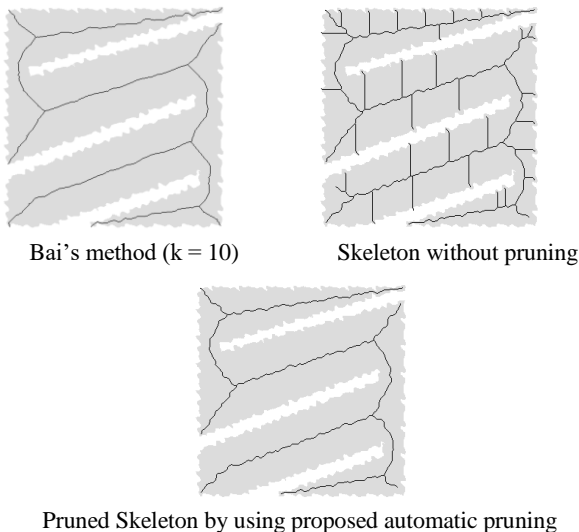 Bai’s method (k = 10)
Skeleton without pruning
Pruned Skeleton by using proposed automatic pruning